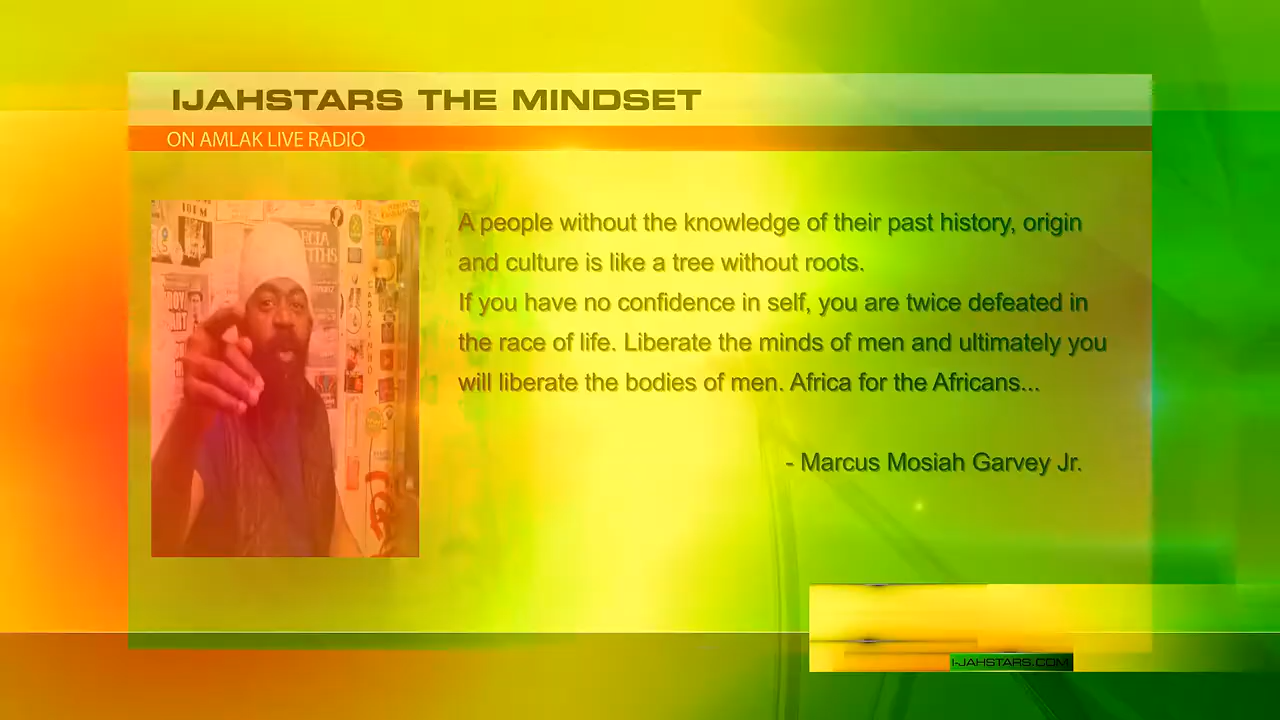 IJAHSTARS THE MINDSET
ON AMLAK LIVE RADIO
A people without the knowledge of their past history, origin
and culture is like a tree without roots.
If you have no confidence in self, you are twice defeated in
the race of life. Liberate the minds of men and ultimately you
will liberate the bodies of men. Africa for the Africans...
- Marcus Mosiah Garvey Jr.
I-JAHSTARS.COM